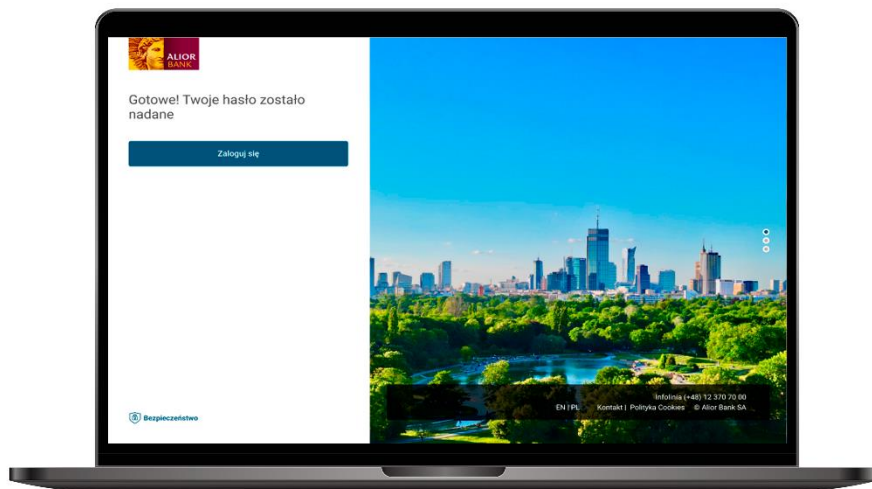 ALIOR
BANK
Gotowe! Twoje hasło zostało
nadane
Zaloguj się
Bezpieczeństwo
Infolinia (+48) 12 370 70 00
EN | PL Kontakt | Polityka Cookies © Alior Bank SA